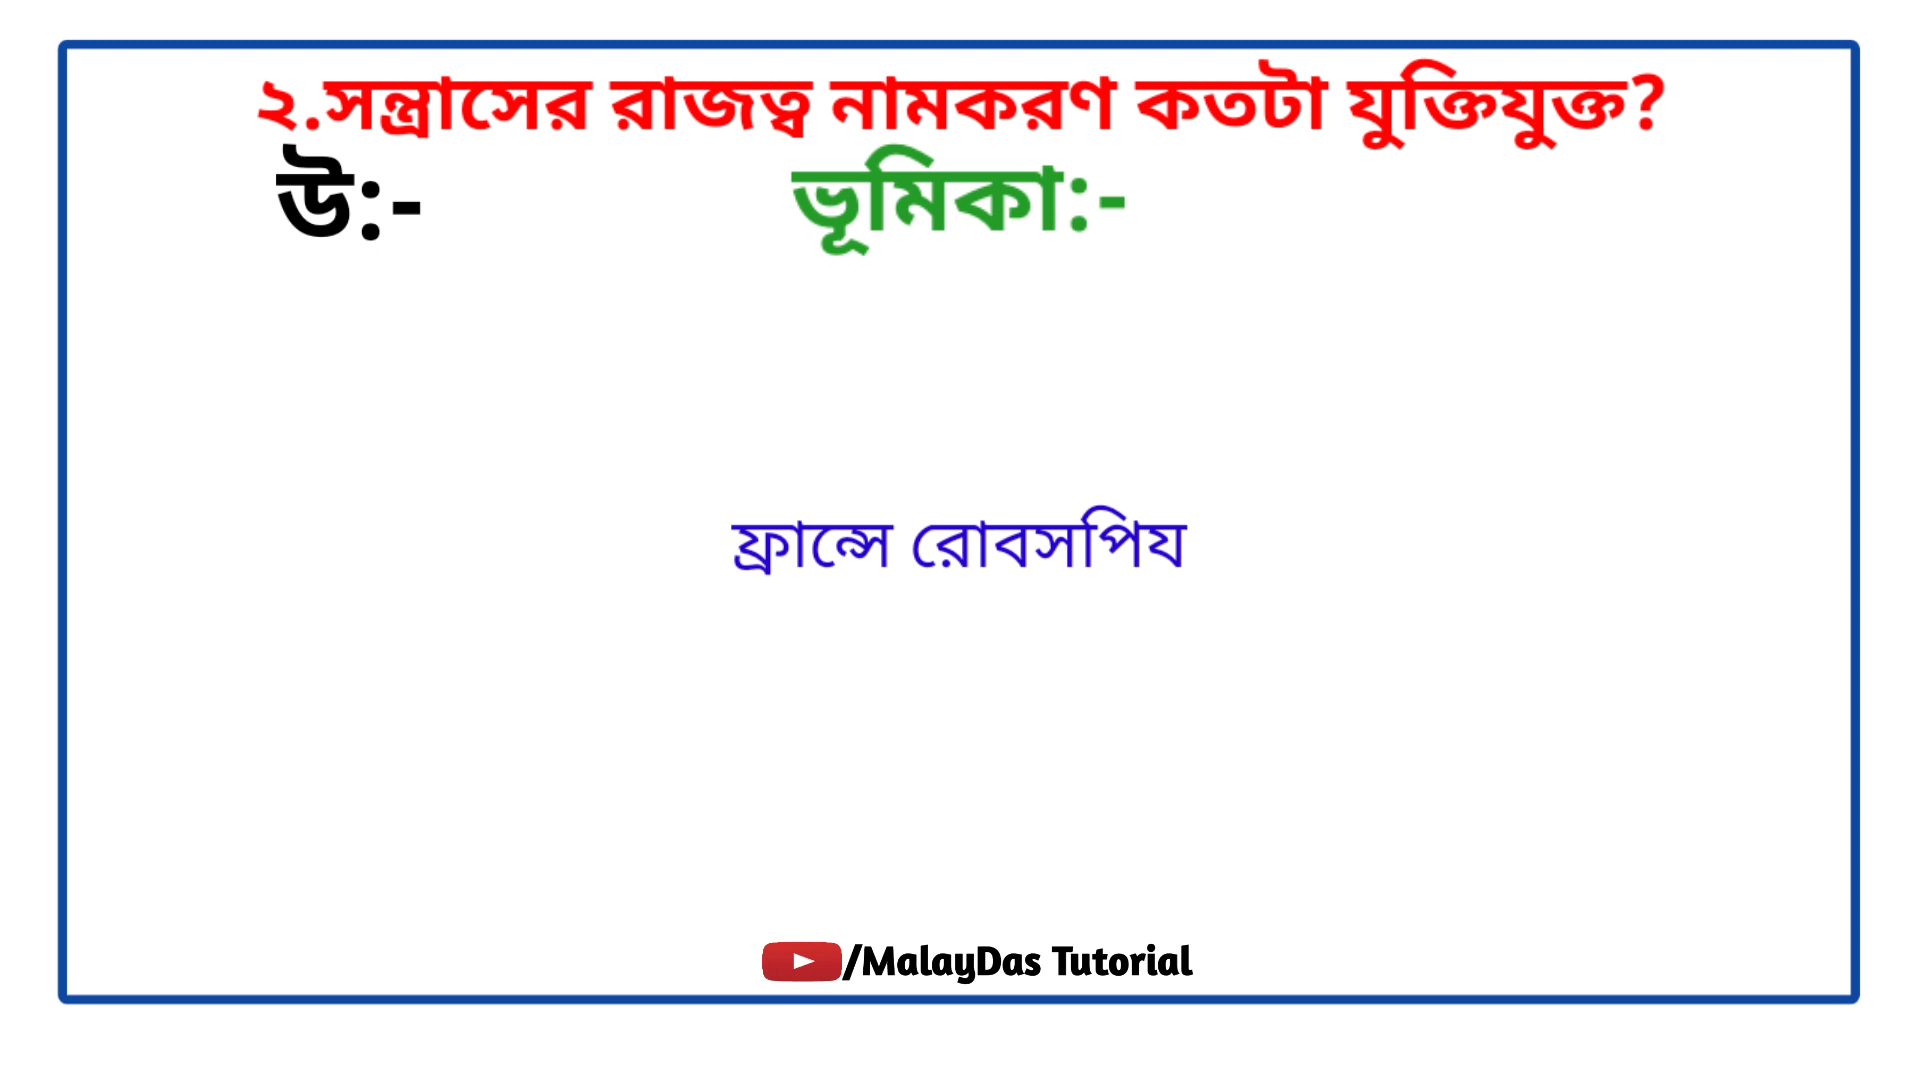 ২.সন্ত্রাসের রাজত্ব নামকরণ কতটা যুক্তিযুক্ত?
উ:- ভূমিকা:-
ফ্রান্সে রোবসপিয
/MalayDas Tutorial